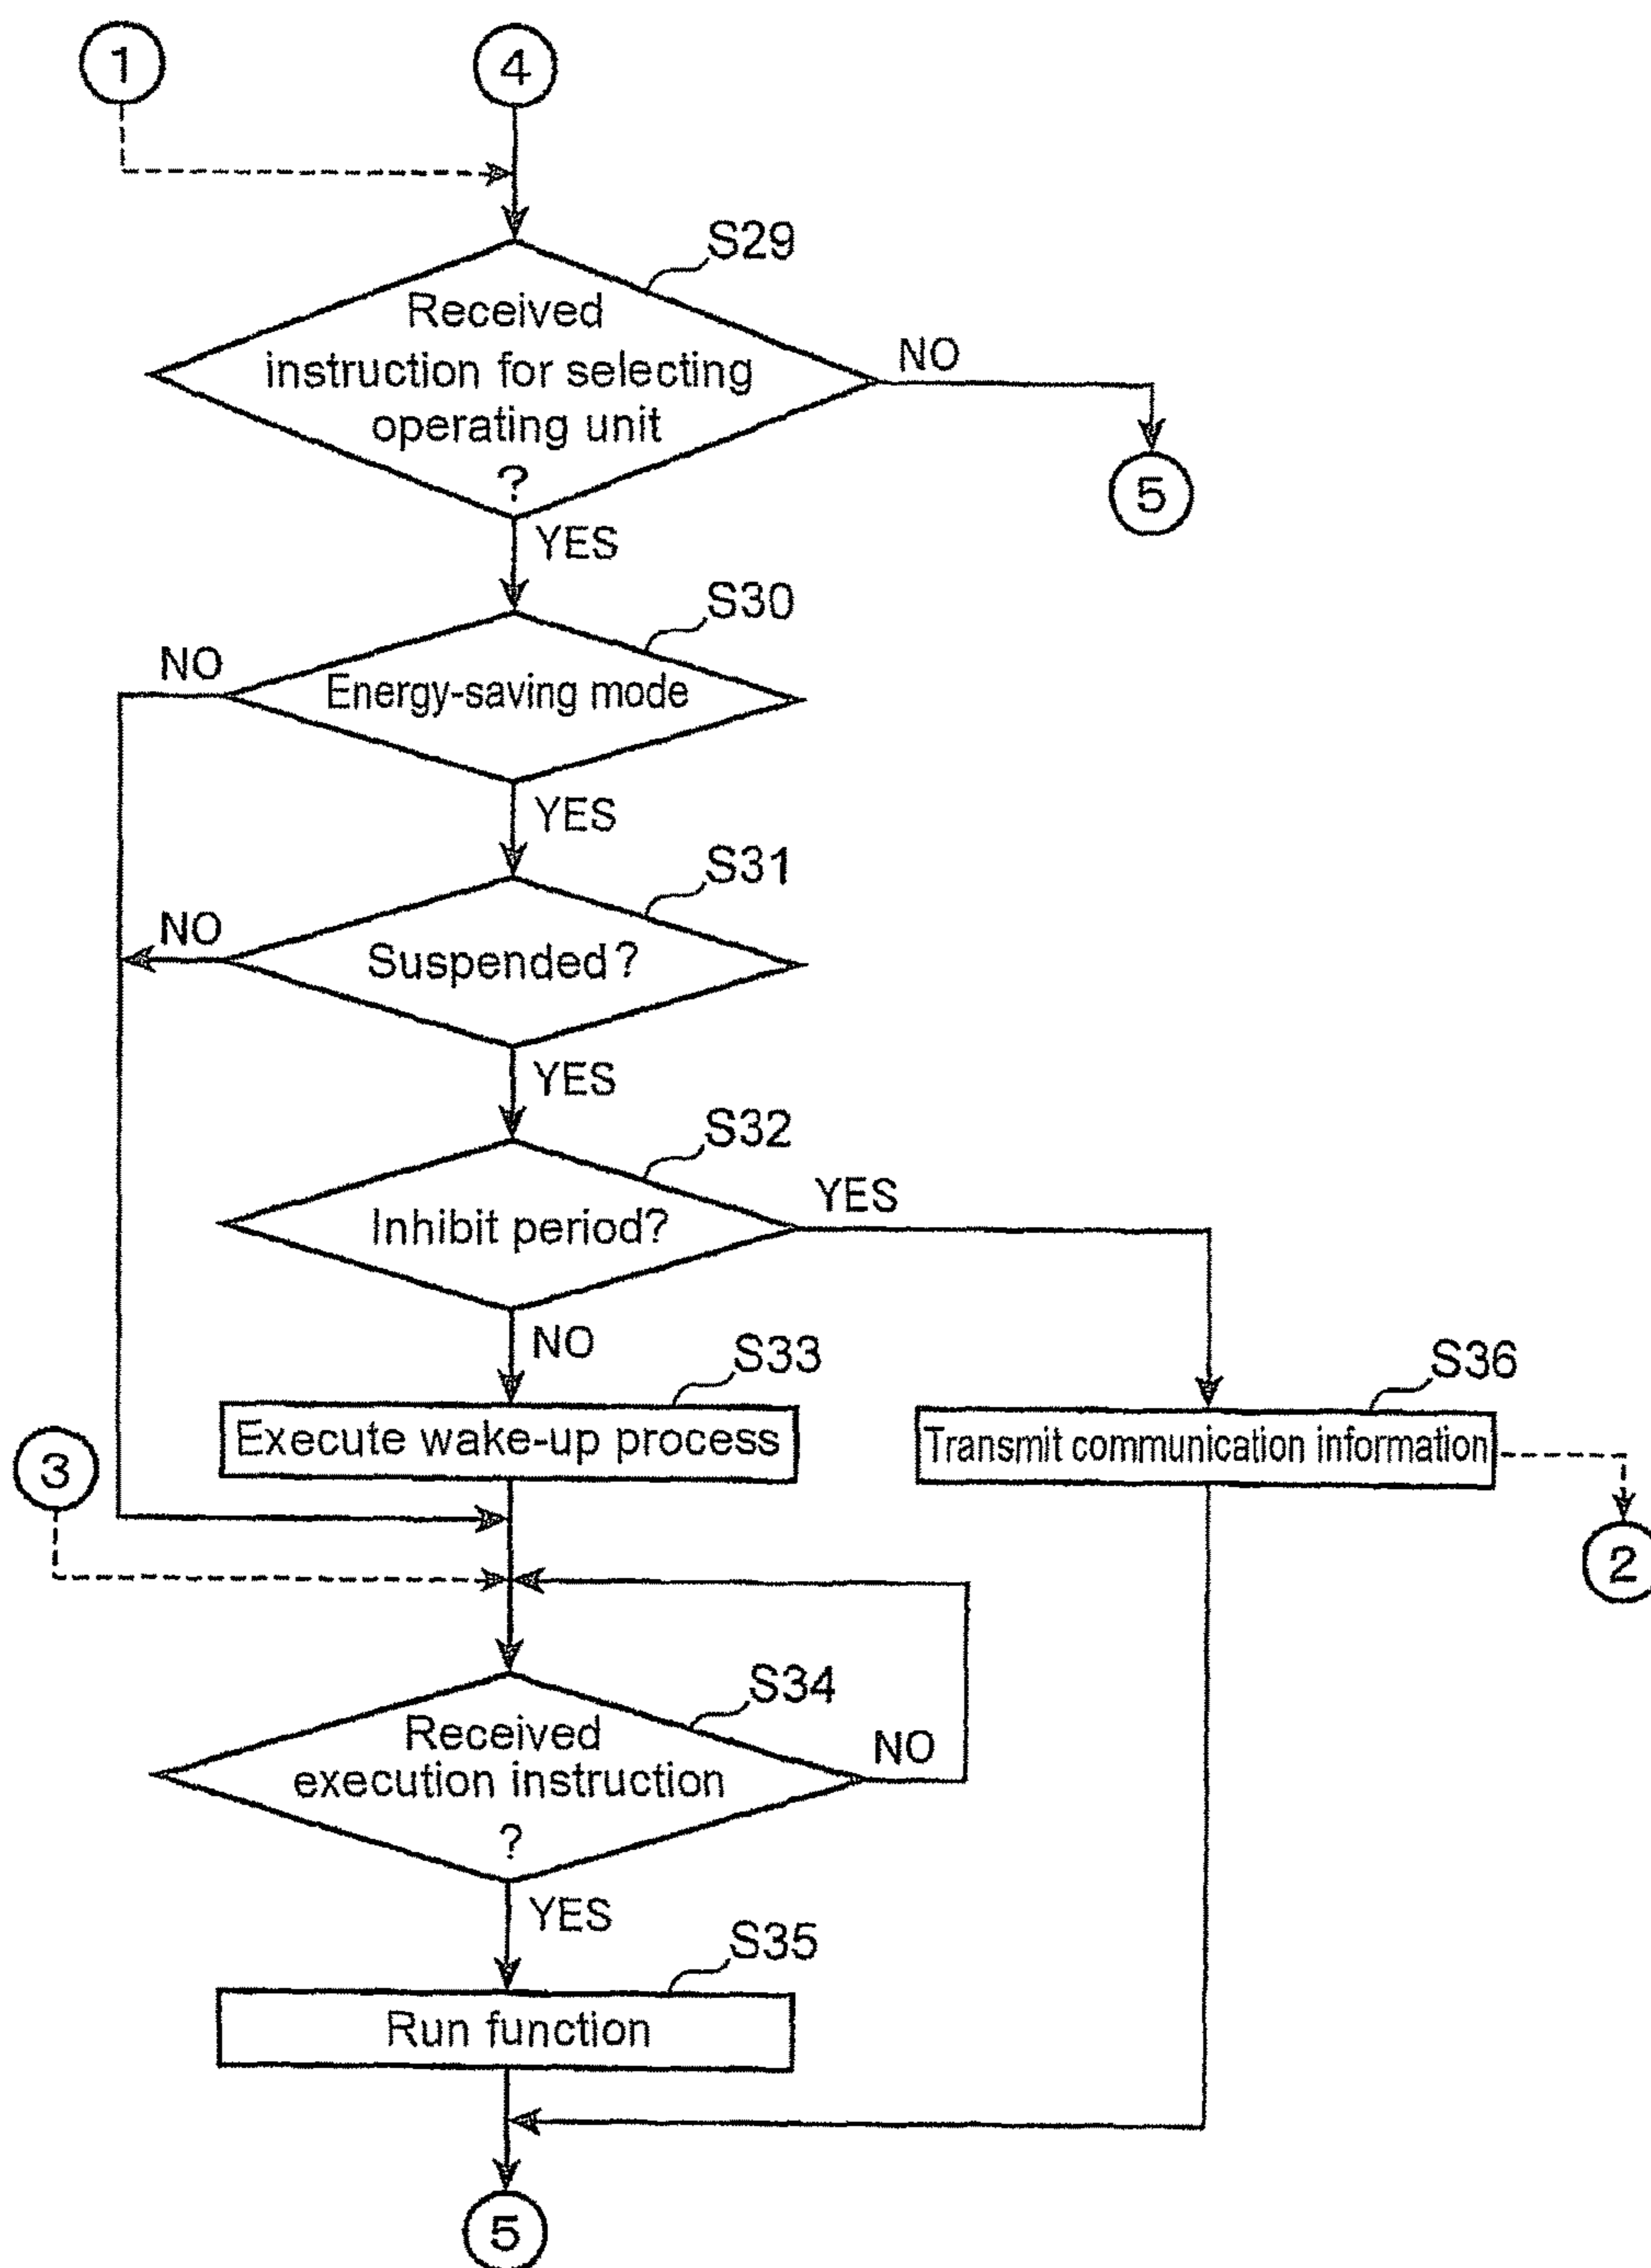 1
4
S29
Received
instruction for selecting
operating unit
?
NO
5
YES
S30
NO
Energy-saving mode
YES
S31
NO
Suspended?
YES
S32
YES
Inhibit period?
NO
S33
S36
Execute wake-up process
Transmit communication information
3
2
S34
Received
execution instruction
?
NO
YES
S35
Run function
5